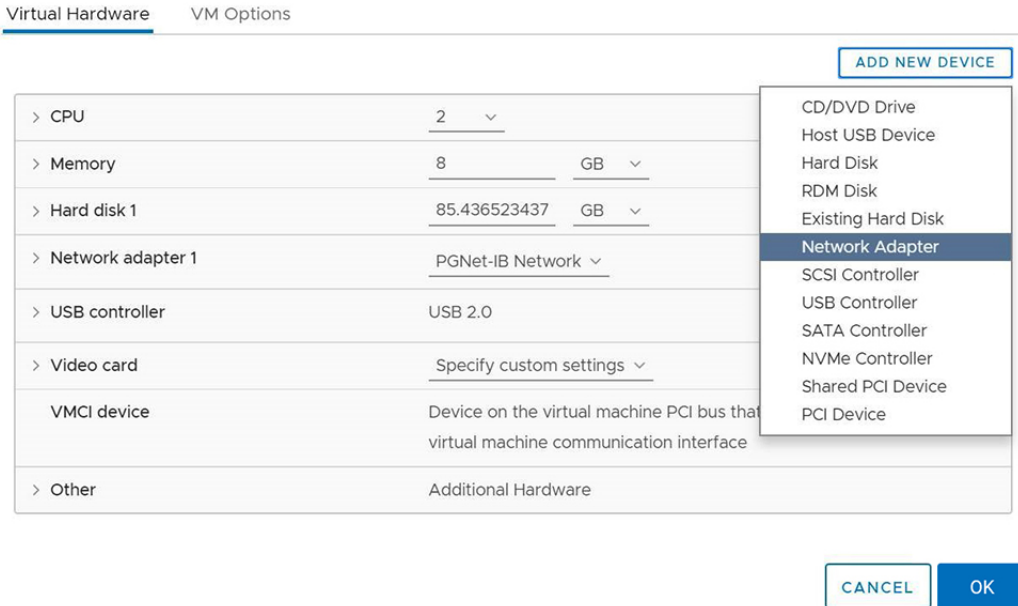 Virtual Hardware VM Options
ADD NEW DEVICE
CPU 2
Memory 8 GB
Hard disk 1 85.436523437 GB
Network adapter 1 PGNet-IB Network
USB controller USB 2.0
Video card Specify custom settings
VMCI device Device on the virtual machine PCI bus that
virtual machine communication interface
Other Additional Hardware
CD/DVD Drive
Host USB Device
Hard Disk
RDM Disk
Existing Hard Disk
Network Adapter
SCSI Controller
USB Controller
SATA Controller
NVMe Controller
Shared PCI Device
PCI Device
CANCEL OK